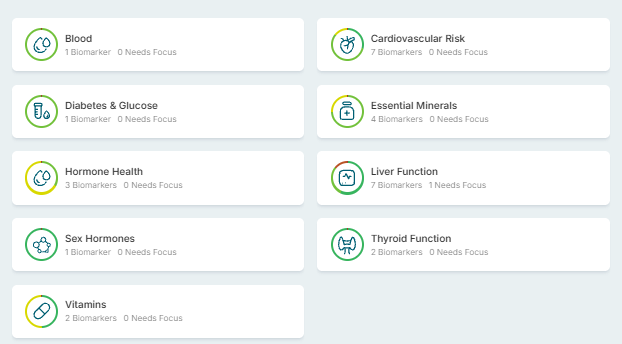 Blood
1 Biomarker 0 Needs Focus
Cardiovascular Risk
7 Biomarkers 0 Needs Focus
Diabetes & Glucose
1 Biomarker 0 Needs Focus
Essential Minerals
4 Biomarkers 0 Needs Focus
Hormone Health
3 Biomarkers 0 Needs Focus
Liver Function
7 Biomarkers 1 Needs Focus
Sex Hormones
1 Biomarker 0 Needs Focus
Thyroid Function
2 Biomarkers 0 Needs Focus
Vitamins
2 Biomarkers 0 Needs Focus